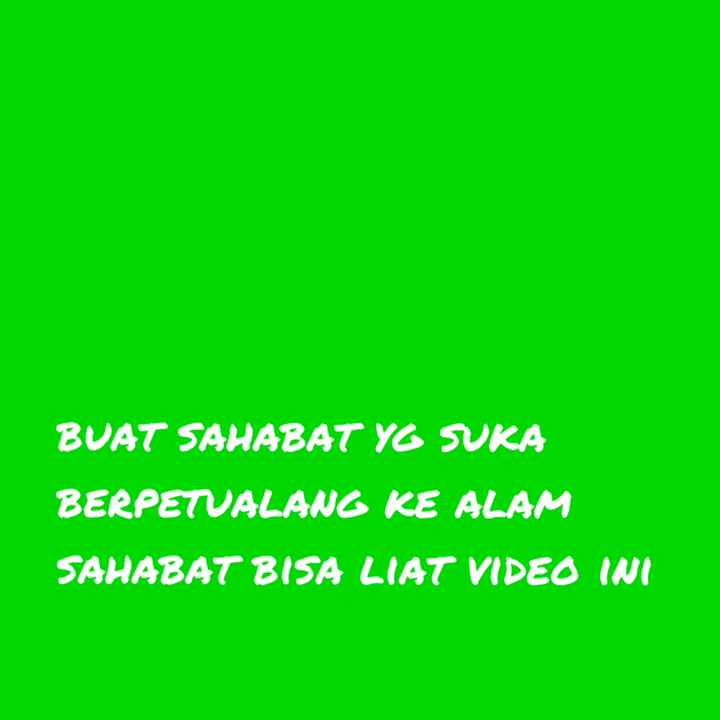 BUAT SAHABAT YG SUKA
BERPETUALANG KE ALAM
SAHABAT BISA LIAT VIDEO INI